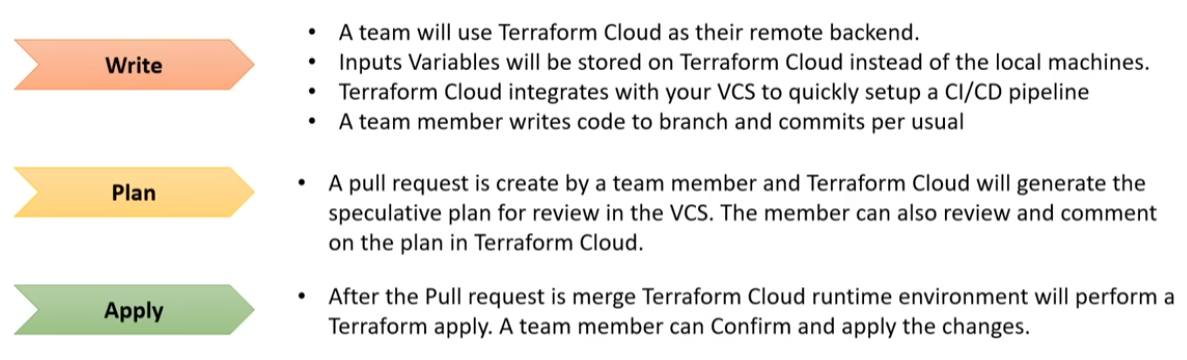 Write
• A team will use Terraform Cloud as their remote backend.
• Inputs Variables will be stored on Terraform Cloud instead of the local machines.
• Terraform Cloud integrates with your VCS to quickly setup a CI/CD pipeline
• A team member writes code to branch and commits per usual
Plan
• A pull request is create by a team member and Terraform Cloud will generate the
speculative plan for review in the VCS. The member can also review and comment
on the plan in Terraform Cloud.
Apply
• After the Pull request is merge Terraform Cloud runtime environment will perform a
Terraform apply. A team member can Confirm and apply the changes.